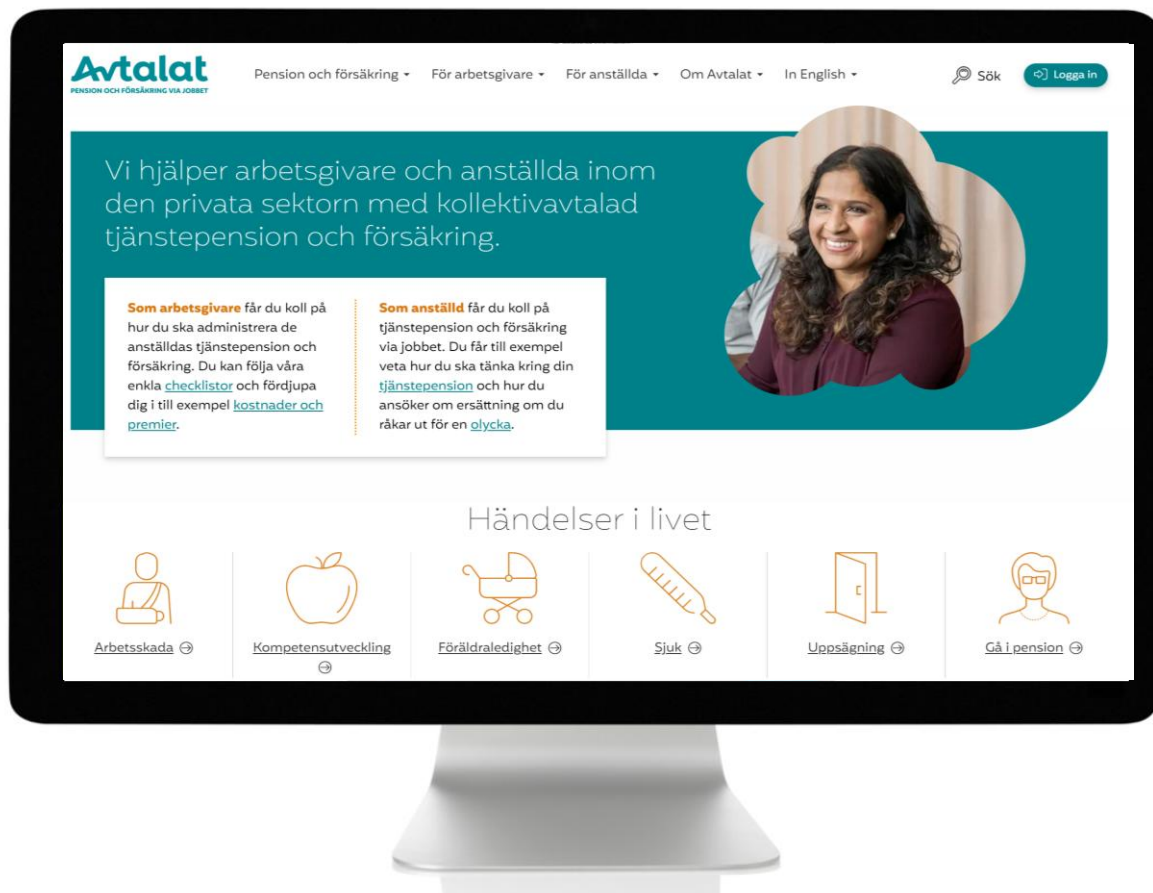 Avtalat
PENSION OCH FÖRSÄKRING VIA JOBBET
Pension och försäkring
För arbetsgivare
För anställda
Om Avtalat
In English
Sök
Logga in
Vi hjälper arbetsgivare och anställda inom
den privata sektorn med kollektivavtalad
tjänstepension och försäkring.
Som arbetsgivare får du koll på
hur du ska administrera de
anställdas tjänstepension och
försäkring. Du kan följa våra
enkla checklistor och fördjupa
dig i till exempel kostnader och
premier.
Som anställd får du koll på
tjänstepension och försäkring
via jobbet. Du får till exempel
veta hur du ska tänka kring din
tjänstepension och hur du
ansöker om ersättning om du
råkar ut för en olycka.
Händelser i livet
Arbetsskada
Kompetensutveckling
Föräldraledighet
Sjuk
Uppsägning
Gå i pension